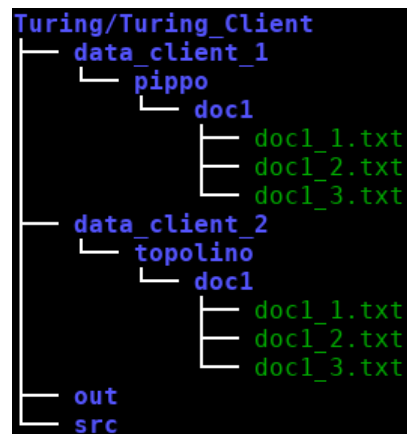 Turing/Turing_Client
data_client_1
pippo
doc1
doc1_1.txt
doc1_2.txt
doc1_3.txt
data_client_2
topolino
doc1
doc1_1.txt
doc1_2.txt
doc1_3.txt
out
src